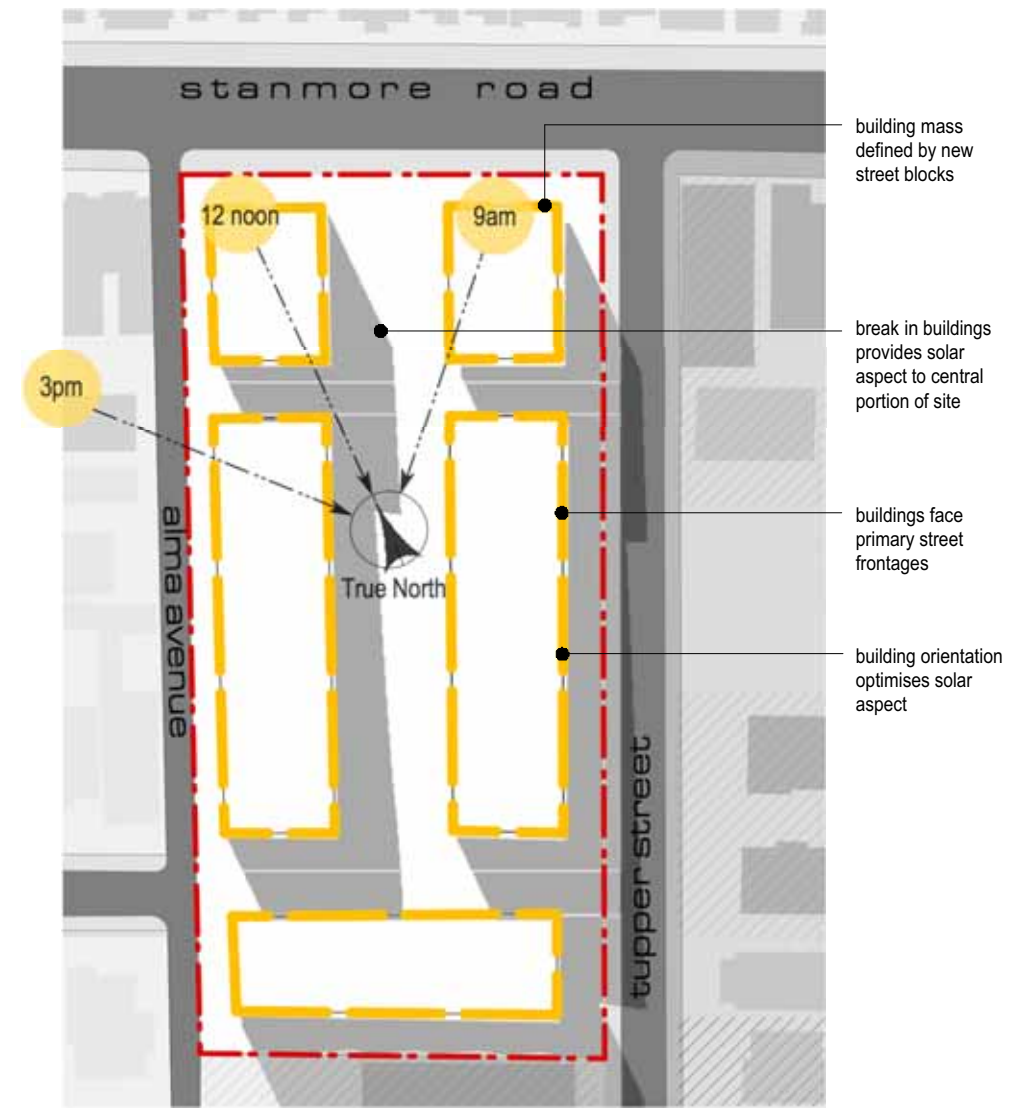 stanmore road
building mass
defined by new
street blocks
12 noon
9am
break in buildings
provides solar
aspect to central
portion of site
3pm
alma avenue
buildings face
primary street
frontages
True North
building orientation
optimises solar
aspect
tupper street